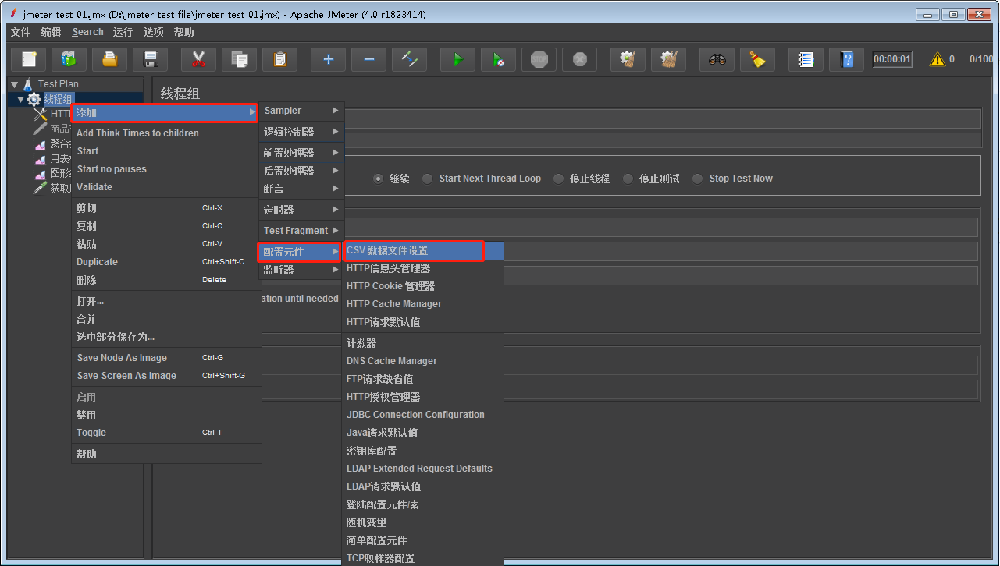 jmeter_test_01.jmx (D:\jmeter_test_file\jmeter_test_01.jmx) - Apache JMeter (4.0 r1823414)
文件 编辑 Search 运行 选项 帮助
STOP
00:00:01 0 0/100
Test Plan
线程组
线程组
HTT
商品
聚合
用表
图形
获取
添加
Add Think Times to children
Start
Start no pauses
Validate
剪切 Ctrl-X
复制 Ctrl-C
粘贴 Ctrl-V
Duplicate Ctrl+Shift-C
删除 Delete
打开...
合并
选中部分保存为...
Save Node As Image Ctrl-G
Save Screen As Image Ctrl+Shift-G
启用
禁用
Toggle Ctrl-T
帮助
Sampler
逻辑控制器
前置处理器
后置处理器
断言
定时器
Test Fragment
配置元件
监听器
继续 Start Next Thread Loop 停止线程 停止测试 Stop Test Now
ation until needed
CSV 数据文件设置
HTTP信息头管理器
HTTP Cookie 管理器
HTTP Cache Manager
HTTP请求默认值
计数器
DNS Cache Manager
FTP请求缺省值
HTTP授权管理器
JDBC Connection Configuration
Java请求默认值
密钥库配置
LDAP Extended Request Defaults
LDAP请求默认值
登陆配置元件/素
随机变量
简单配置元件
TCP取样器配置